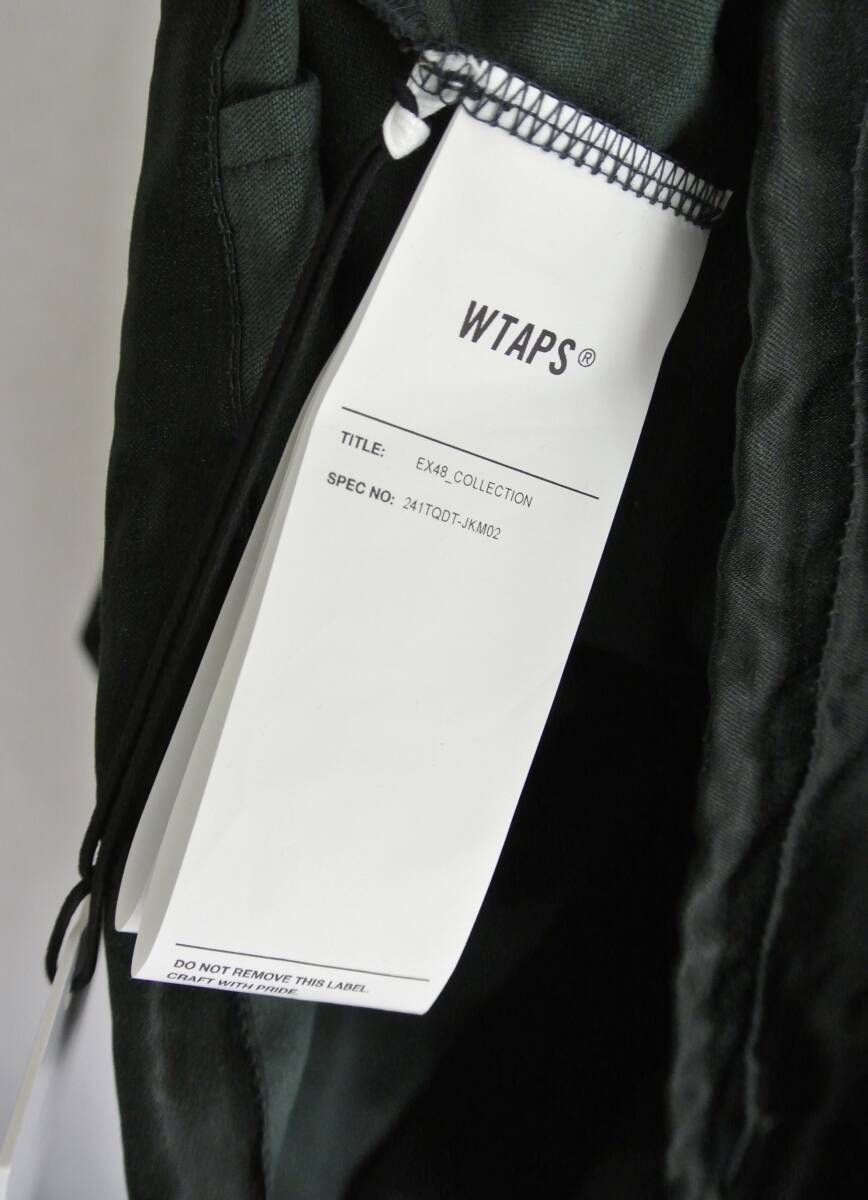 WTAPS®
TITLE: EX48_COLLECTION
SPEC NO: 241TQDT-JKM02
DO NOT REMOVE THIS LABEL.
CRAFT WITH PRIDE.